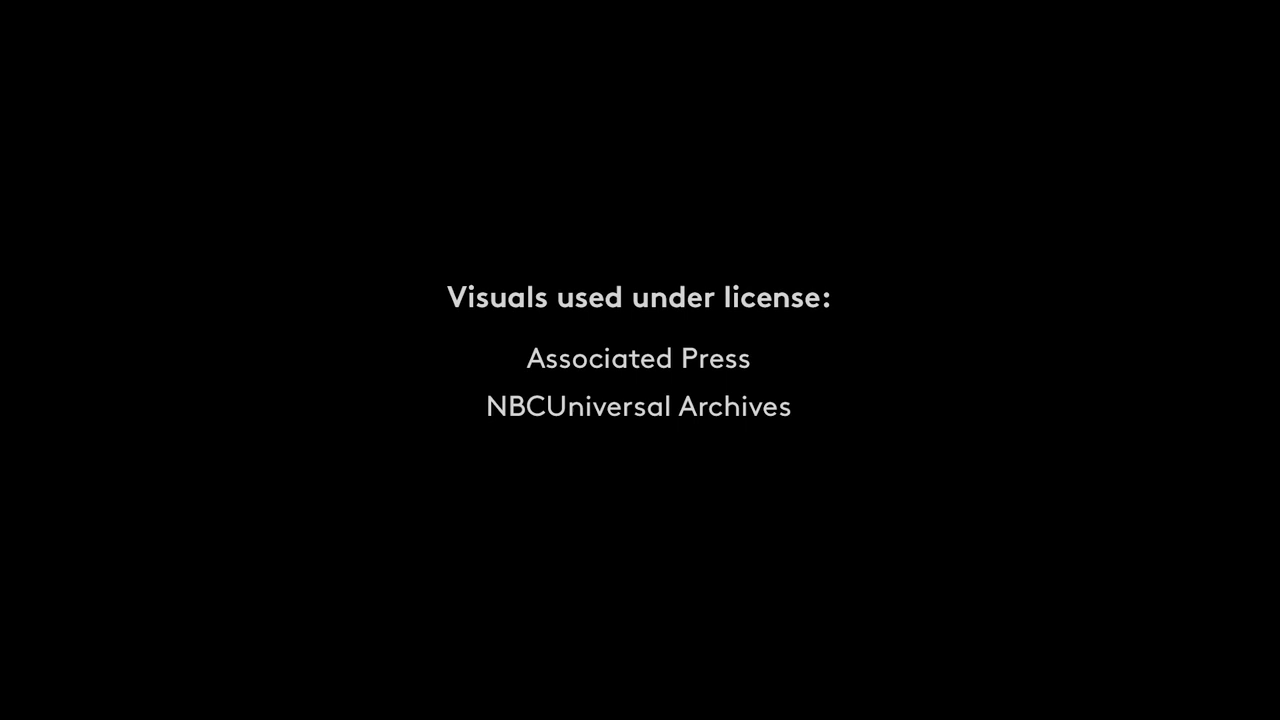 Visuals used under license:
Associated Press
NBCUniversal Archives